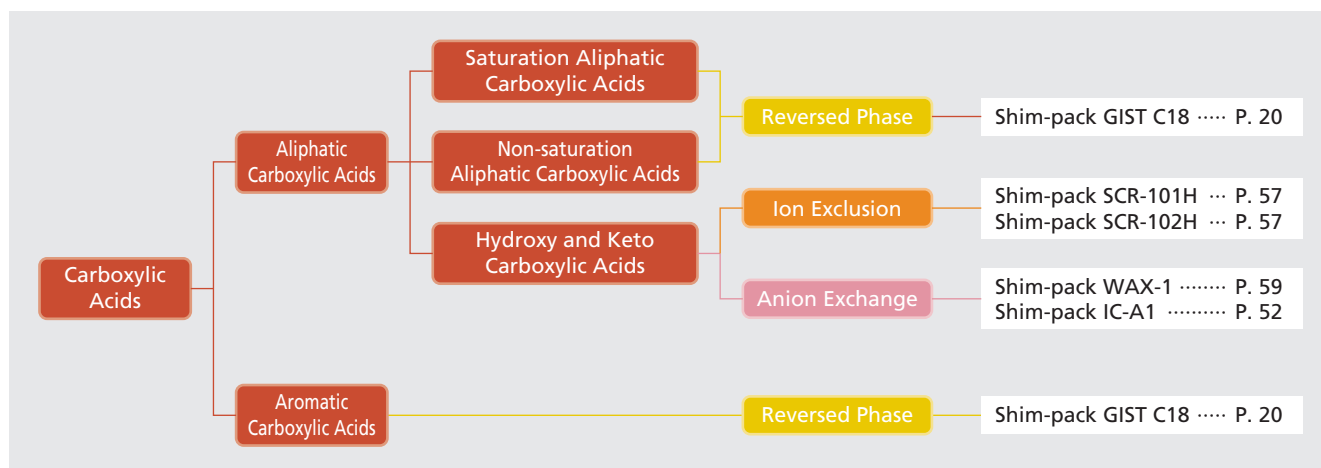 Saturation Aliphatic
Carboxylic Acids
Reversed Phase
Shim-pack GIST C18 ····· P. 20
Aliphatic
Carboxylic Acids
Non-saturation
Aliphatic Carboxylic Acids
Ion Exclusion
Shim-pack SCR-101H ··· P. 57
Shim-pack SCR-102H ··· P. 57
Hydroxy and Keto
Carboxylic Acids
Carboxylic
Acids
Anion Exchange
Shim-pack WAX-1 ········ P. 59
Shim-pack IC-A1 ·········· P. 52
Aromatic
Carboxylic Acids
Reversed Phase
Shim-pack GIST C18 ····· P. 20